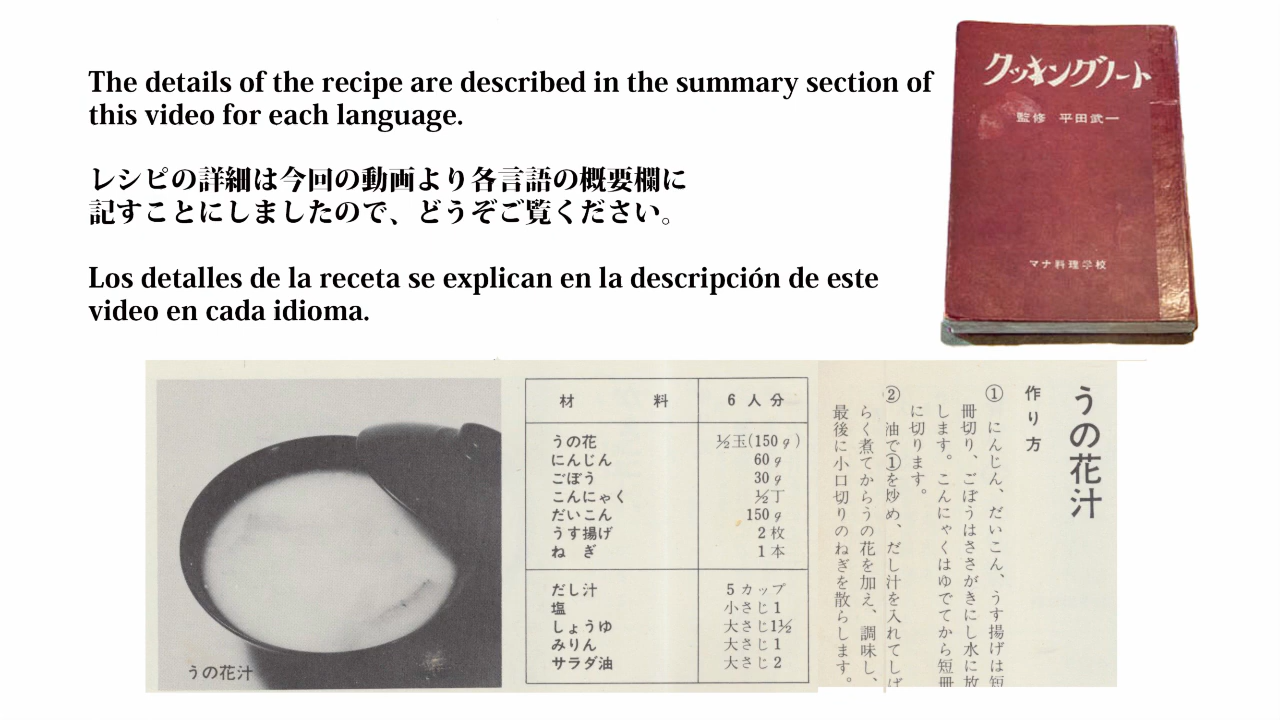 The details of the recipe are described in the summary section of
this video for each language.
レシピの詳細は今回の動画より各言語の概要欄に
記すことにしましたので、どうぞご覧ください。
Los detalles de la receta se explican en la descripción de este
video en cada idioma.
クッキングノート
監修 平田武一
マナ料理学校
うの花汁
材 料 6人分
うの花 ½玉(150g)
にんじん 60g
ごぼう 30g
こんにゃく ½丁
だいこん 150g
うす揚げ 2枚
ねぎ 1本
だし汁 5カップ
塩 小さじ1
しょうゆ 大さじ1½
みりん 大さじ1
サラダ油 大さじ2
うの花汁
作り方
① にんじん、だいこん、うす揚げは短
冊切り、ごぼうはささがきにし水に放
します。こんにゃくはゆでてから短冊
に切ります。
② 油で①を炒め、だし汁を入れてしば
らく煮てからうの花を加え、調味し、
最後に小口切りのねぎを散らします。